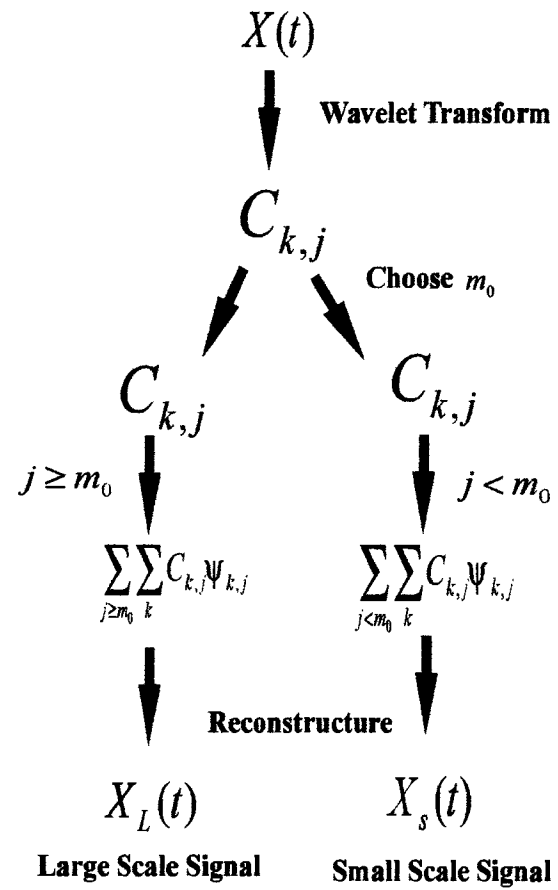 X(t)
Wavelet Transform
C_{k,j}
Choose m_0
C_{k,j} C_{k,j}
j ≥ m_0 j < m_0
∑_{j≥m_0} ∑_k C_{k,j} ψ_{k,j} ∑_{j<m_0} ∑_k C_{k,j} ψ_{k,j}
Reconstructure
X_L(t) X_s(t)
Large Scale Signal Small Scale Signal